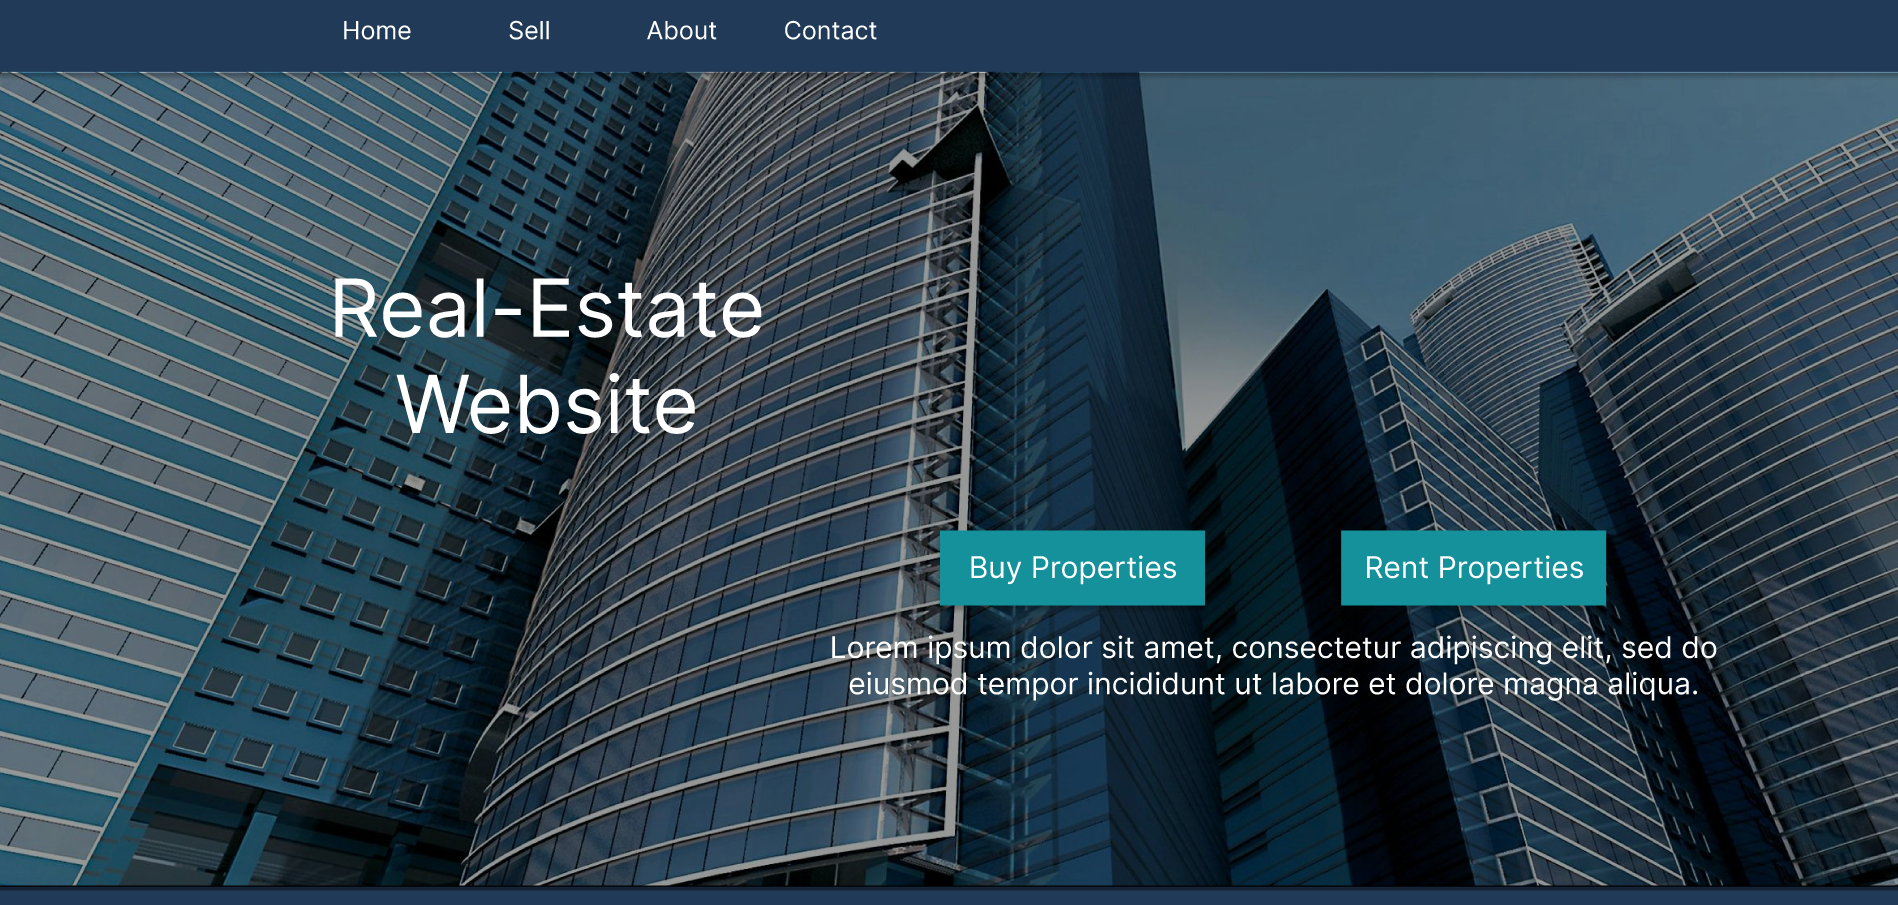 Home Sell About Contact
Real-Estate
Website
Buy Properties Rent Properties
Lorem ipsum dolor sit amet, consectetur adipiscing elit, sed do
eiusmod tempor incididunt ut labore et dolore magna aliqua.